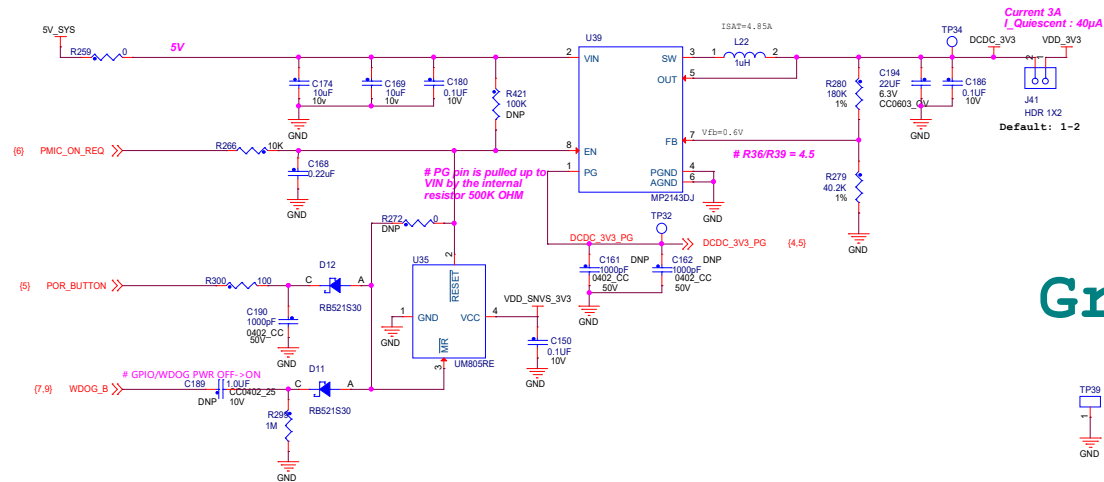 Current 3A
I_Quiescent : 40µA
5V_SYS
R259
0
5V
C174
10uF
10v
C169
10uF
10v
C180
0.1UF
10V
R421
100K
DNP
U39
2
VIN
SW
3
OUT
5
FB
7
8
EN
1
PG
PGND
4
AGND
6
MP2143DJ
ISAT=4.85A
1
L22
2
1uH
TP34
DCDC_3V3
VDD_3V3
R280
180K
1%
C194
22UF
6.3V
CC0603_OV
C186
0.1UF
10V
2
1
J41
HDR 1X2
Default: 1-2
GND
GND
GND
Vfb=0.6V
# R36/R39 = 4.5
R279
40.2K
1%
GND
GND
{6}
PMIC_ON_REQ
R266
10K
C168
0.22uF
GND
# PG pin is pulled up to
VIN by the internal
resistor 500K OHM
R272
0
DNP
TP32
DCDC_3V3_PG
DCDC_3V3_PG
{4,5}
C161
1000pF
0402_CC
50V
DNP
C162
1000pF
0402_CC
50V
DNP
GND
U35
2
RESET
1
GND
VCC
4
MR
3
UM805RE
GND
VDD_SNVS_3V3
C150
0.1UF
10V
GND
{5}
POR_BUTTON
R300
100
D12
C
A
RB521S30
C190
1000pF
0402_CC
50V
GND
{7,9}
WDOG_B
# GPIO/WDOG PWR OFF->ON
C189
1.0UF
CC0402_25
DNP
10V
D11
C
A
RB521S30
1M
GND
Gr
TP39
1
GND